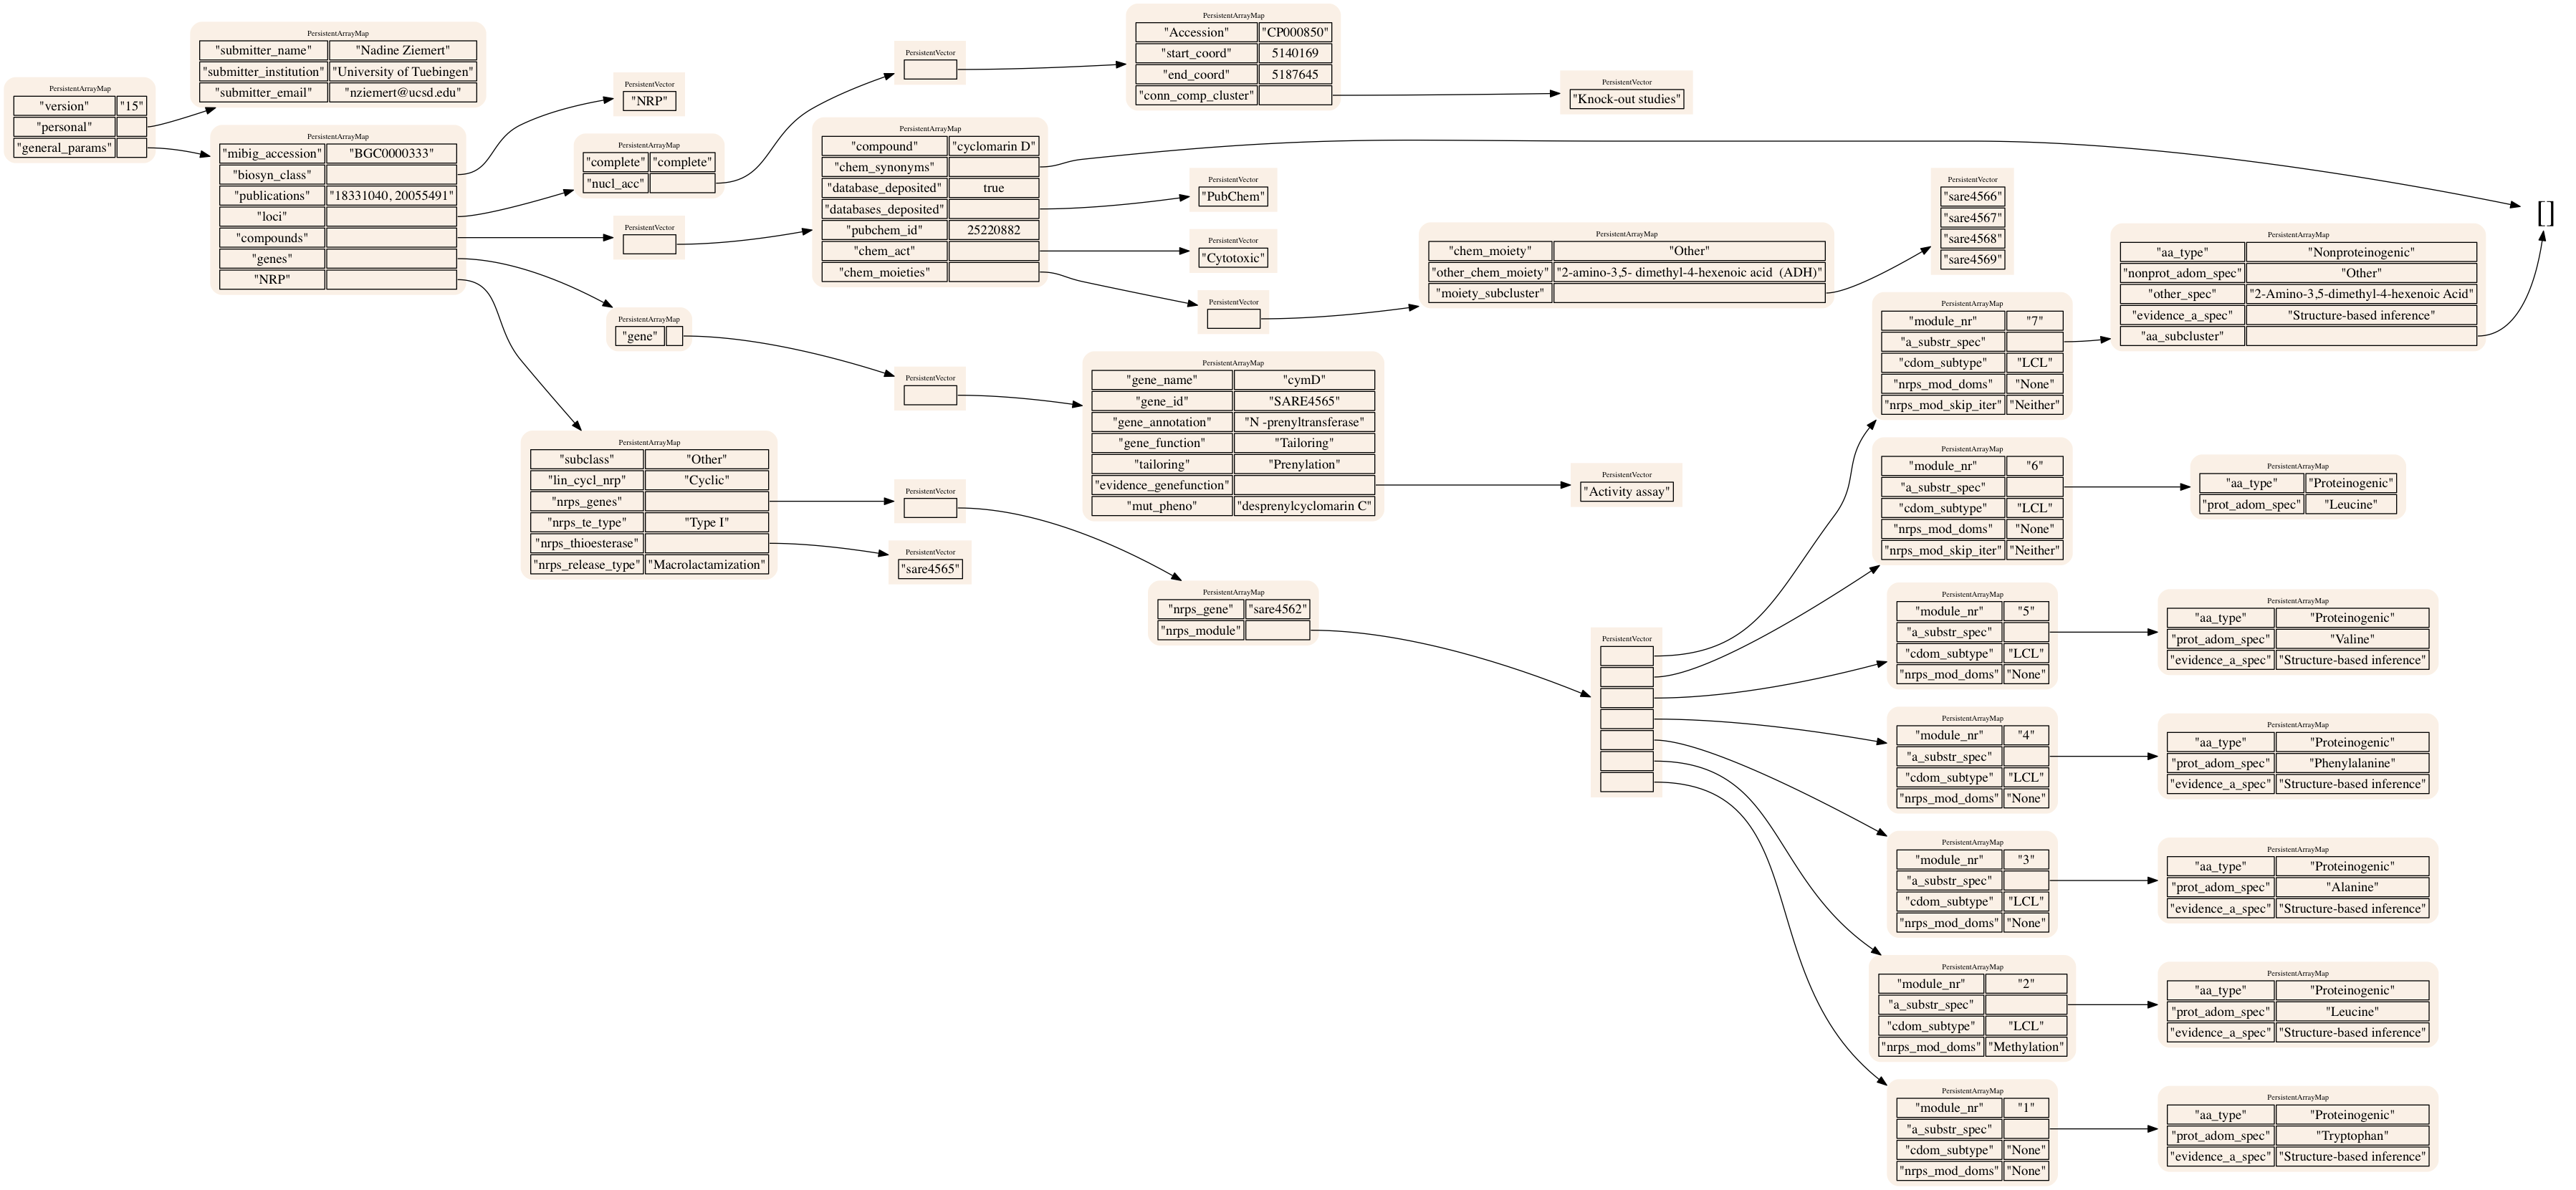 PersistentArrayMap
"version" "15"
"personal"
"general_params"
PersistentArrayMap
"submitter_name" "Nadine Ziemert"
"submitter_institution" "University of Tuebingen"
"submitter_email" "nziemert@ucsd.edu"
PersistentArrayMap
"mibig_accession" "BGC0000333"
"biosyn_class"
"publications" "18331040, 20055491"
"loci"
"compounds"
"genes"
"NRP"
PersistentVector
"NRP"
PersistentArrayMap
"complete" "complete"
"nucl_acc"
PersistentVector
PersistentArrayMap
"Accession" "CP000850"
"start_coord" 5140169
"end_coord" 5187645
"conn_comp_cluster"
PersistentVector
"Knock-out studies"
PersistentVector
PersistentArrayMap
"compound" "cyclomarin D"
"chem_synonyms"
"database_deposited" true
"databases_deposited"
"pubchem_id" 25220882
"chem_act"
"chem_moieties"
[]
PersistentVector
"PubChem"
PersistentVector
"Cytotoxic"
PersistentVector
PersistentArrayMap
"chem_moiety" "Other"
"other_chem_moiety" "2-amino-3,5- dimethyl-4-hexenoic acid  (ADH)"
"moiety_subcluster"
PersistentVector
"sare4566"
"sare4567"
"sare4568"
"sare4569"
PersistentArrayMap
"gene"
PersistentVector
PersistentArrayMap
"gene_name" "cymD"
"gene_id" "SARE4565"
"gene_annotation" "N -prenyltransferase"
"gene_function" "Tailoring"
"tailoring" "Prenylation"
"evidence_genefunction"
"mut_pheno" "desprenylcyclomarin C"
PersistentVector
"Activity assay"
PersistentArrayMap
"subclass" "Other"
"lin_cycl_nrp" "Cyclic"
"nrps_genes"
"nrps_te_type" "Type I"
"nrps_thioesterase"
"nrps_release_type" "Macrolactamization"
PersistentVector
PersistentVector
"sare4565"
PersistentArrayMap
"nrps_gene" "sare4562"
"nrps_module"
PersistentVector
PersistentArrayMap
"module_nr" "7"
"a_substr_spec"
"cdom_subtype" "LCL"
"nrps_mod_doms" "None"
"nrps_mod_skip_iter" "Neither"
PersistentArrayMap
"aa_type" "Nonproteinogenic"
"nonprot_adom_spec" "Other"
"other_spec" "2-Amino-3,5-dimethyl-4-hexenoic Acid"
"evidence_a_spec" "Structure-based inference"
"aa_subcluster"
PersistentArrayMap
"module_nr" "6"
"a_substr_spec"
"cdom_subtype" "LCL"
"nrps_mod_doms" "None"
"nrps_mod_skip_iter" "Neither"
PersistentArrayMap
"aa_type" "Proteinogenic"
"prot_adom_spec" "Leucine"
PersistentArrayMap
"module_nr" "5"
"a_substr_spec"
"cdom_subtype" "LCL"
"nrps_mod_doms" "None"
PersistentArrayMap
"aa_type" "Proteinogenic"
"prot_adom_spec" "Valine"
"evidence_a_spec" "Structure-based inference"
PersistentArrayMap
"module_nr" "4"
"a_substr_spec"
"cdom_subtype" "LCL"
"nrps_mod_doms" "None"
PersistentArrayMap
"aa_type" "Proteinogenic"
"prot_adom_spec" "Phenylalanine"
"evidence_a_spec" "Structure-based inference"
PersistentArrayMap
"module_nr" "3"
"a_substr_spec"
"cdom_subtype" "LCL"
"nrps_mod_doms" "None"
PersistentArrayMap
"aa_type" "Proteinogenic"
"prot_adom_spec" "Alanine"
"evidence_a_spec" "Structure-based inference"
PersistentArrayMap
"module_nr" "2"
"a_substr_spec"
"cdom_subtype" "LCL"
"nrps_mod_doms" "Methylation"
PersistentArrayMap
"aa_type" "Proteinogenic"
"prot_adom_spec" "Leucine"
"evidence_a_spec" "Structure-based inference"
PersistentArrayMap
"module_nr" "1"
"a_substr_spec"
"cdom_subtype" "None"
"nrps_mod_doms" "None"
PersistentArrayMap
"aa_type" "Proteinogenic"
"prot_adom_spec" "Tryptophan"
"evidence_a_spec" "Structure-based inference"